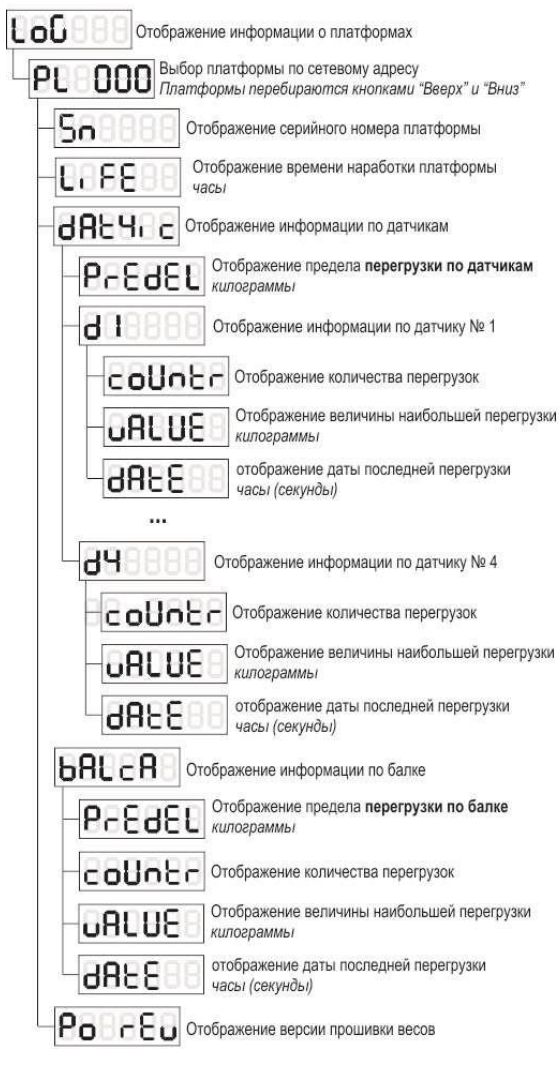 LoG Отображение информации о платформах
PL 000 Выбор платформы по сетевому адресу
Платформы перебираются кнопками “Вверх” и “Вниз”
Sn Отображение серийного номера платформы
LiFE Отображение времени наработки платформы
часы
dAt4ic Отображение информации по датчикам
PrEdEL Отображение предела перегрузки по датчикам
килограммы
d1 Отображение информации по датчику № 1
coUntr Отображение количества перегрузок
vALUE Отображение величины наибольшей перегрузки
килограммы
dAtE отображение даты последней перегрузки
часы (секунды)
...
d4 Отображение информации по датчику № 4
coUntr Отображение количества перегрузок
vALUE Отображение величины наибольшей перегрузки
килограммы
dAtE отображение даты последней перегрузки
часы (секунды)
bALcA Отображение информации по балке
PrEdEL Отображение предела перегрузки по балке
килограммы
coUntr Отображение количества перегрузок
vALUE Отображение величины наибольшей перегрузки
килограммы
dAtE отображение даты последней перегрузки
часы (секунды)
Po rEv Отображение версии прошивки весов